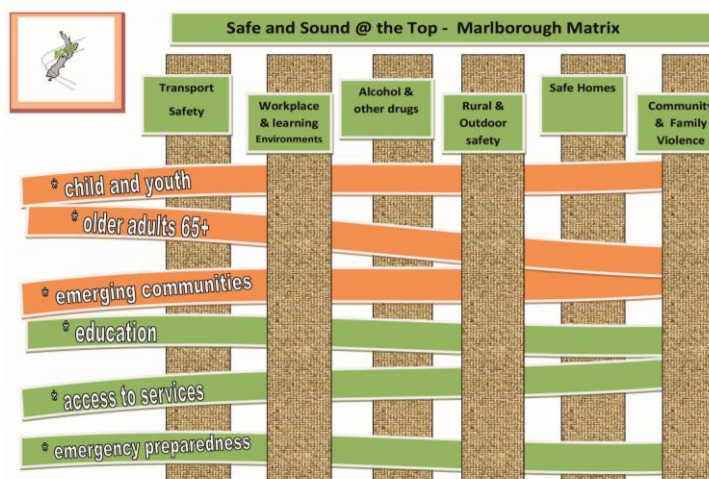 Safe and Sound @ the Top - Marlborough Matrix
Transport
Safety
Workplace
& learning
Environments
Alcohol &
other drugs
Rural &
Outdoor
safety
Safe Homes
Community
& Family
Violence
* child and youth
* older adults 65+
* emerging communities
* education
* access to services
* emergency preparedness